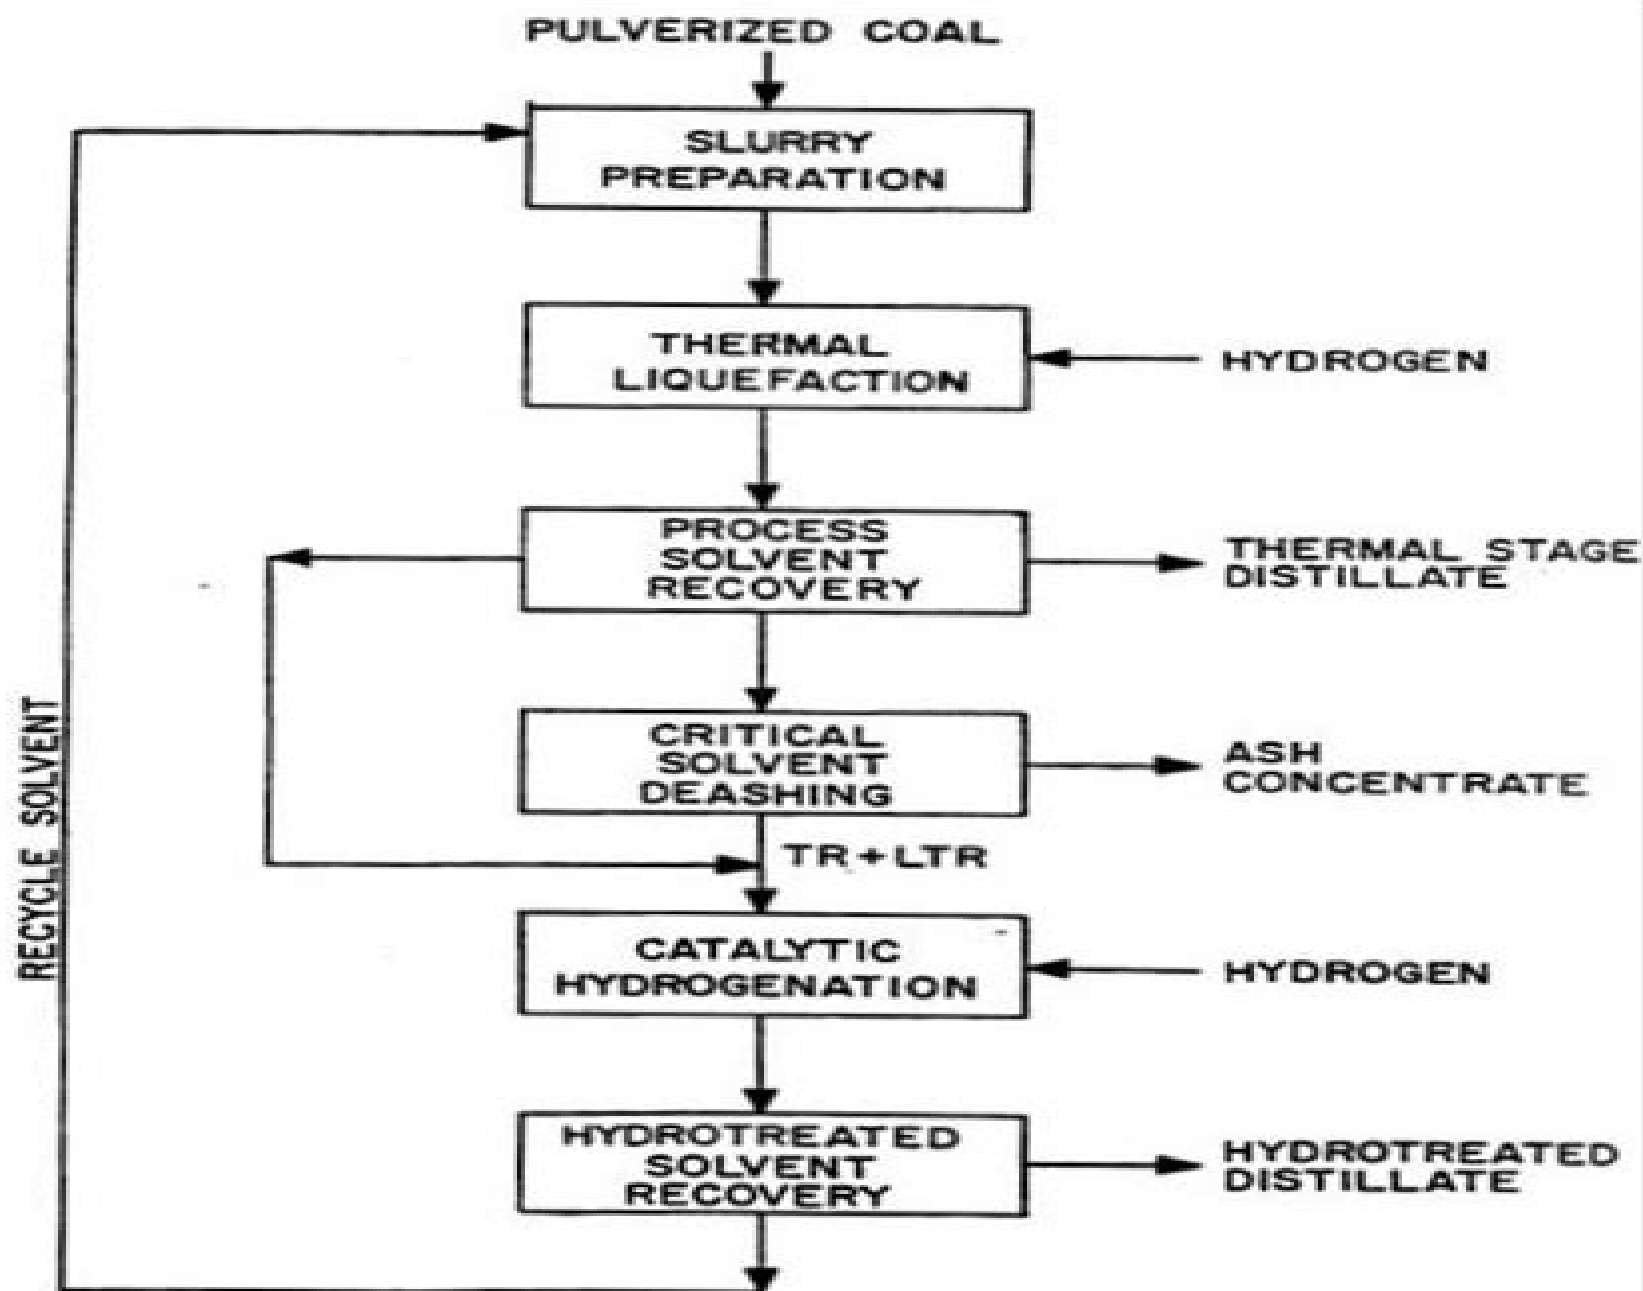 PULVERIZED COAL
SLURRY
PREPARATION
THERMAL
LIQUEFACTION
HYDROGEN
PROCESS
SOLVENT
RECOVERY
THERMAL STAGE
DISTILLATE
CRITICAL
SOLVENT
DEASHING
ASH
CONCENTRATE
RECYCLE SOLVENT
TR+LTR
CATALYTIC
HYDROGENATION
HYDROGEN
HYDROTREATED
SOLVENT
RECOVERY
HYDROTREATED
DISTILLATE